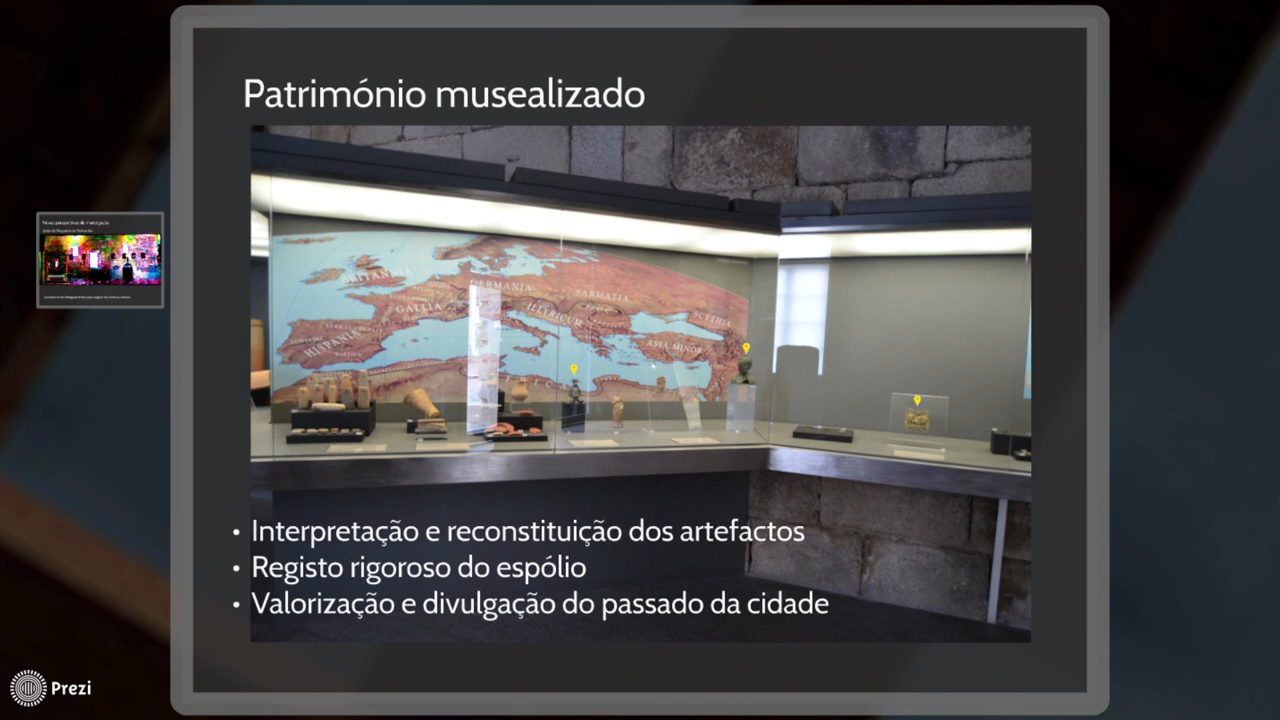 Património musealizado
BRITANNIA
GERMANIA
SARMATIA
GALLIA
ILLYRICUM
SCYTHIA
HISPANIA
ASIA MINOR
• Interpretação e reconstituição dos artefactos
• Registo rigoroso do espólio
• Valorização e divulgação do passado da cidade
Prezi